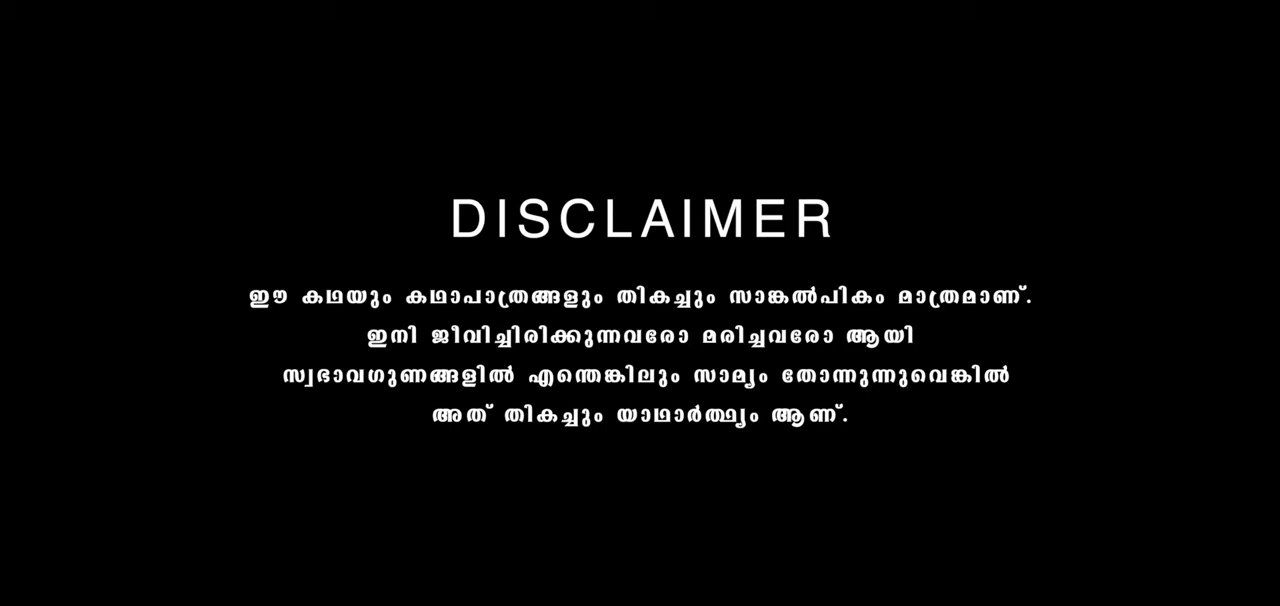 DISCLAIMER
ഈ കഥയും കഥാപാത്രങ്ങളും തികച്ചും സാങ്കൽപികം മാത്രമാണ്.
ഇനി ജീവിച്ചിരിക്കുന്നവരോ മരിച്ചവരോ ആയി
സ്വഭാവഗുണങ്ങളിൽ എന്തെങ്കിലും സാമ്യം തോന്നുന്നുവെങ്കിൽ
അത് തികച്ചും യാഥാർത്ഥ്യം ആണ്.